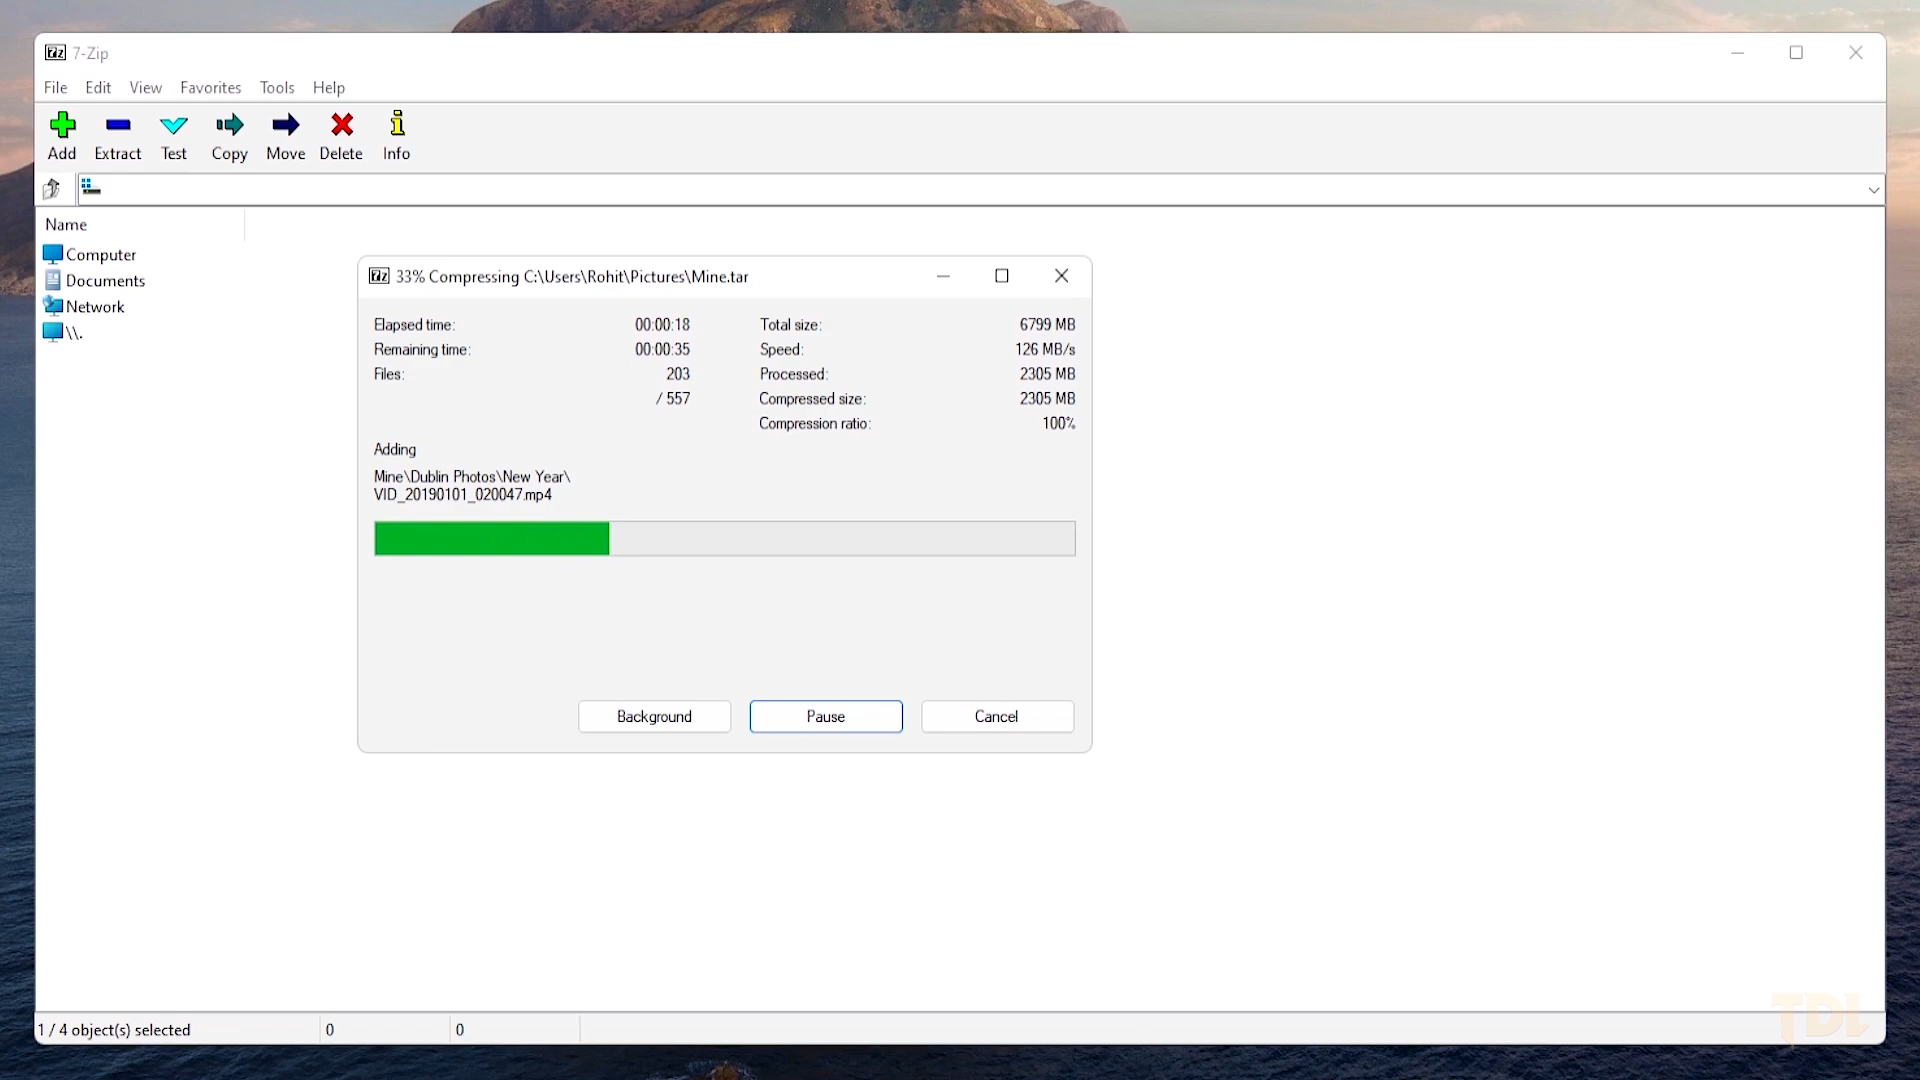 7-Zip
File Edit View Favorites Tools Help
Add Extract Test Copy Move Delete Info
Name
Computer
Documents
Network
\\.
33% Compressing C:\Users\Rohit\Pictures\Mine.tar
Elapsed time: 00:00:18 Total size: 6799 MB
Remaining time: 00:00:35 Speed: 126 MB/s
Files: 203 Processed: 2305 MB
/ 557 Compressed size: 2305 MB
Compression ratio: 100%
Adding
Mine\Dublin Photos\New Year\
VID_20190101_020047.mp4
Background Pause Cancel
1 / 4 object(s) selected 0 0
TDL